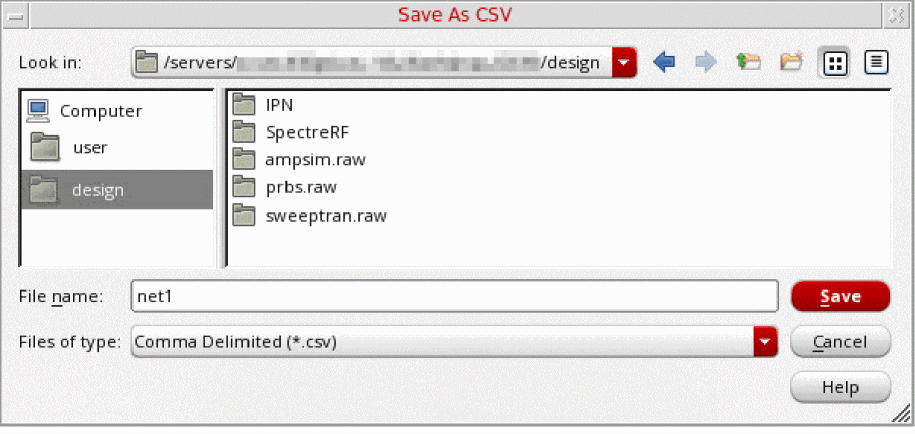 Save As CSV
Look in: /servers/ /design
Computer
user
design
IPN
SpectreRF
ampsim.raw
prbs.raw
sweeptran.raw
File name: net1 Save
Files of type: Comma Delimited (*.csv) Cancel
Help